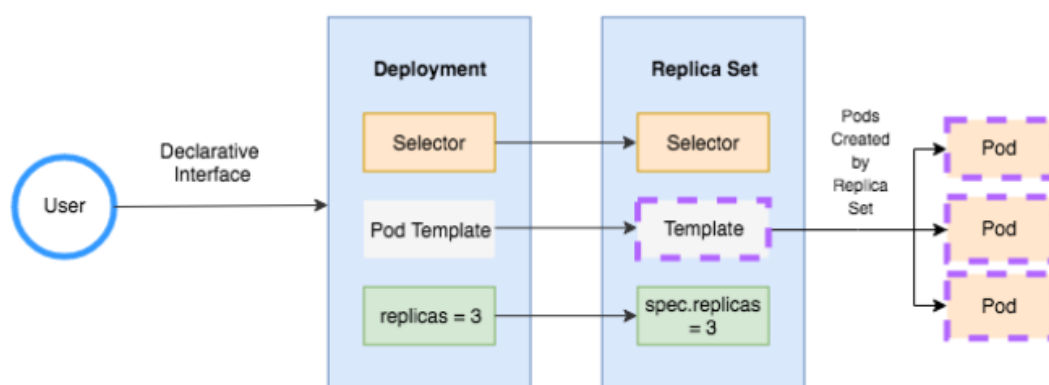 User
Declarative
Interface
Deployment
Selector
Pod Template
replicas = 3
Replica Set
Selector
Template
spec.replicas
= 3
Pods
Created
by
Replica
Set
Pod
Pod
Pod